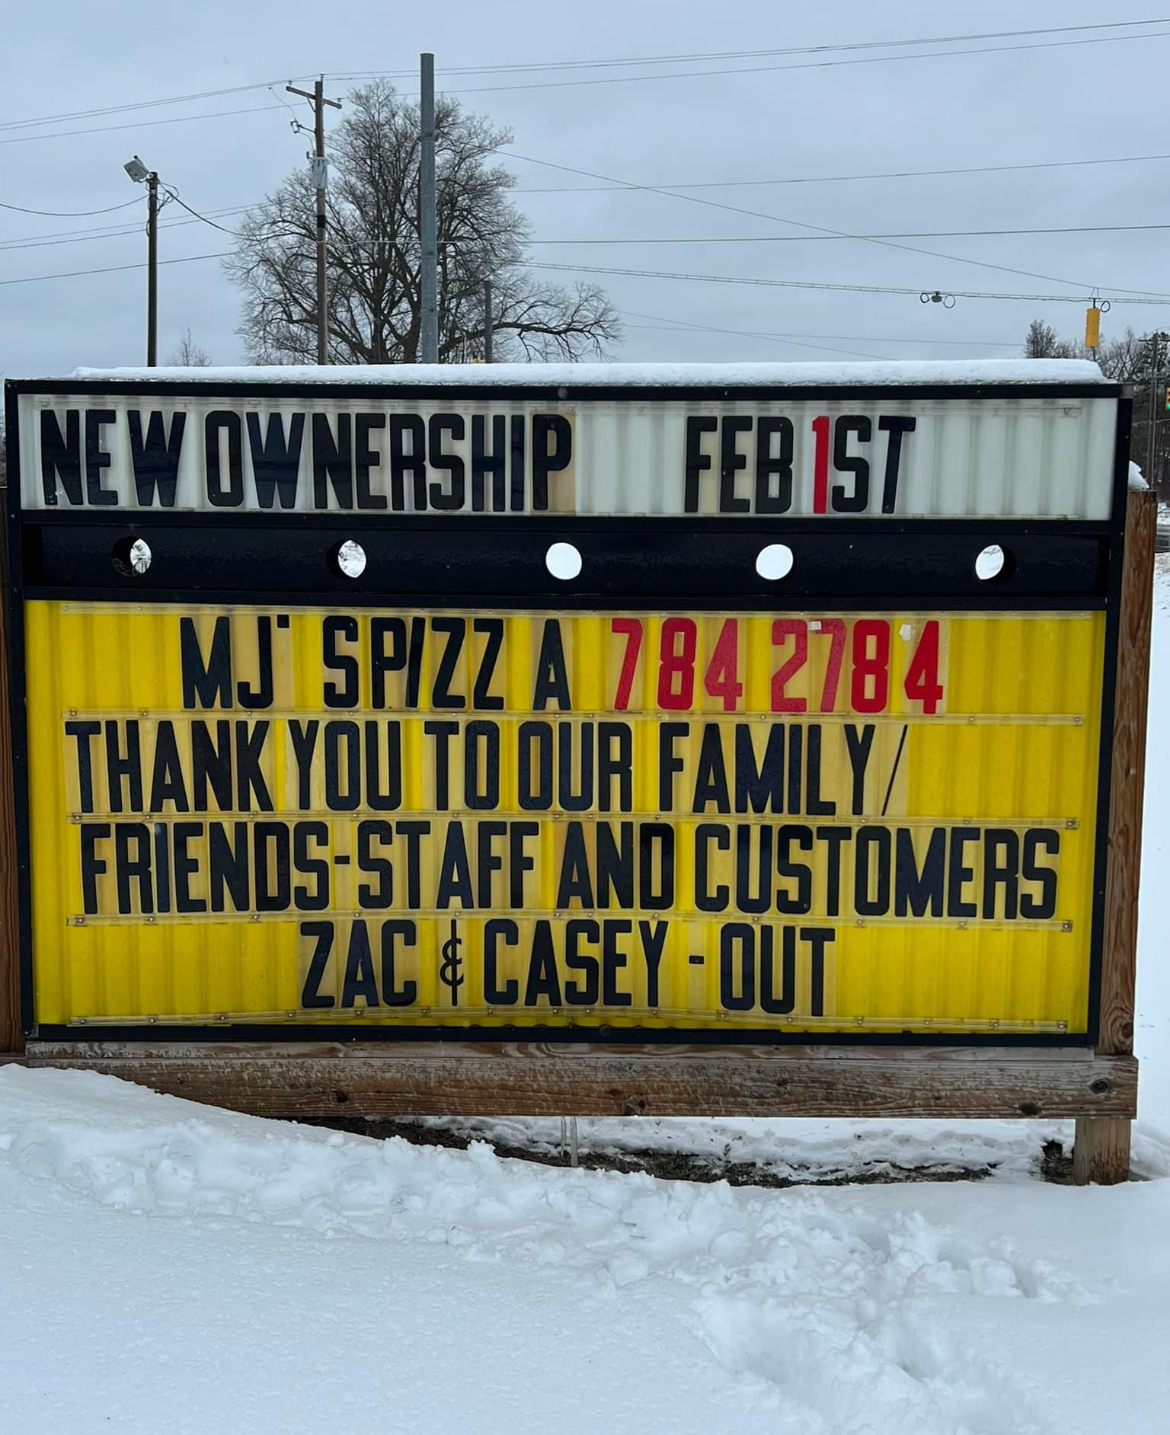 NEW OWNERSHIP FEB 1ST
MJ' SPIZZ A 784 2784
THANK YOU TO OUR FAMILY/
FRIENDS-STAFF AND CUSTOMERS
ZAC & CASEY - OUT